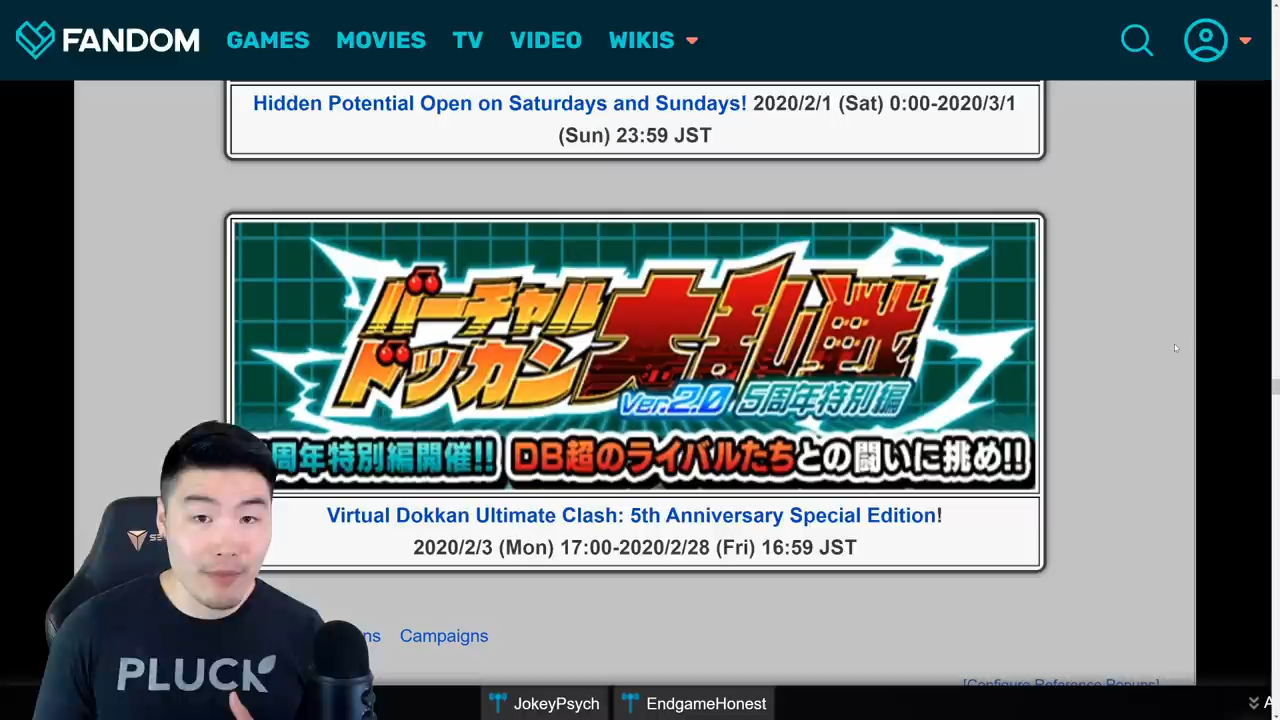 FANDOM GAMES MOVIES TV VIDEO WIKIS
Hidden Potential Open on Saturdays and Sundays! 2020/2/1 (Sat) 0:00-2020/3/1
(Sun) 23:59 JST
バーチャル
ドッカン大乱戦
Ver.2.0 5周年特別編
周年特別編開催!! DB超のライバルたちとの闘いに挑め!!
Virtual Dokkan Ultimate Clash: 5th Anniversary Special Edition!
2020/2/3 (Mon) 17:00-2020/2/28 (Fri) 16:59 JST
ns Campaigns
PLUCK
[Configure Reference Popups]
JokeyPsych EndgameHonest A